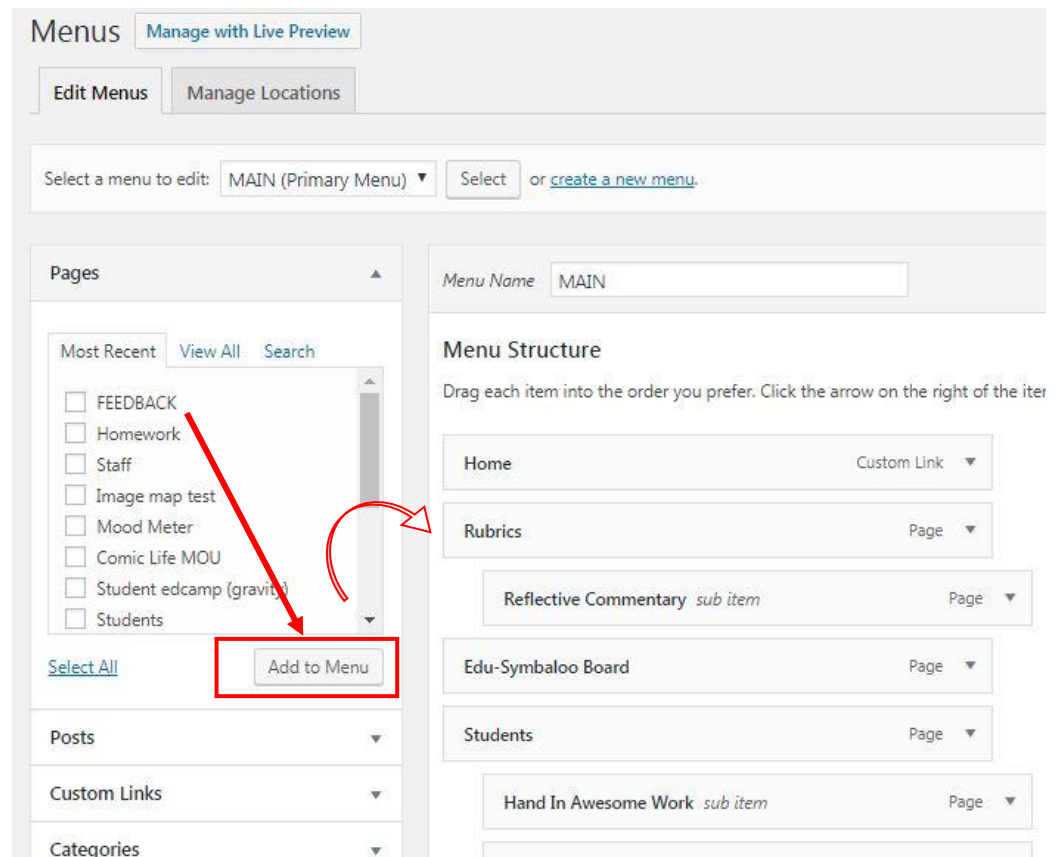 Menus Manage with Live Preview
Edit Menus Manage Locations
Select a menu to edit: MAIN (Primary Menu) Select or create a new menu.
Pages
Most Recent View All Search
FEEDBACK
Homework
Staff
Image map test
Mood Meter
Comic Life MOU
Student edcamp (gravity)
Students
Select All Add to Menu
Posts
Custom Links
Categories
Menu Name MAIN
Menu Structure
Drag each item into the order you prefer. Click the arrow on the right of the iter
Home Custom Link
Rubrics Page
Reflective Commentary sub item Page
Edu-Symbaloo Board Page
Students Page
Hand In Awesome Work sub item Page